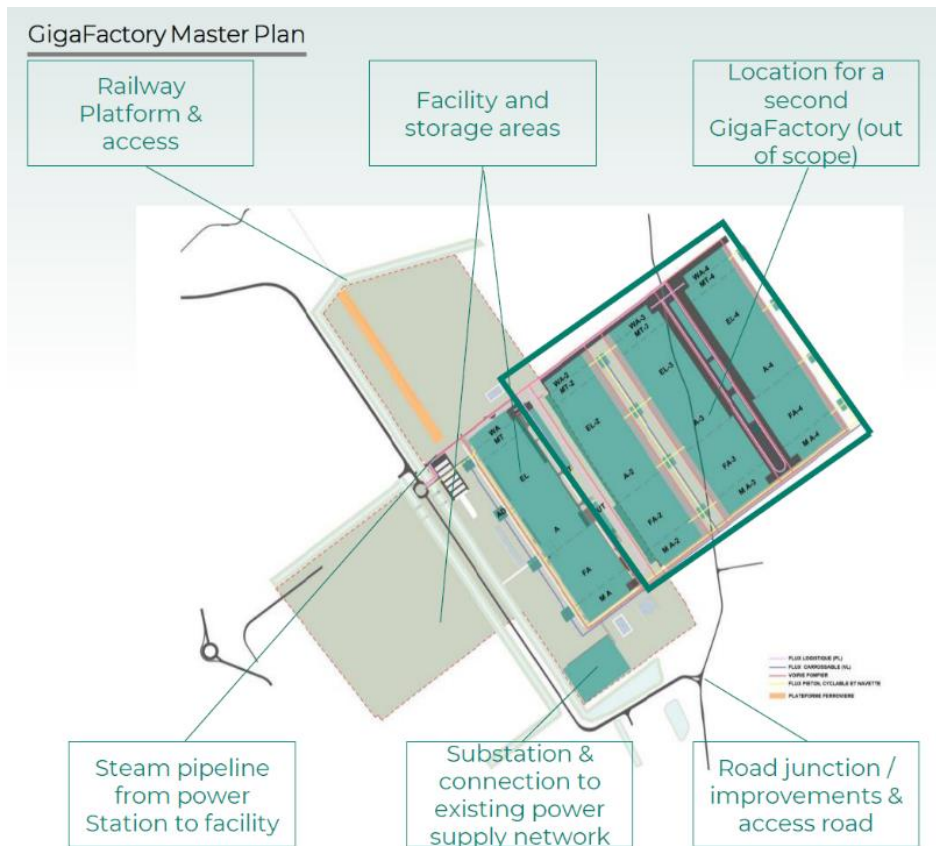 GigaFactory Master Plan
Railway
Platform &
access
Facility and
storage areas
Location for a
second
GigaFactory (out
of scope)
WA-4
MT-4
WA-3
MT-3
EL-4
WA-2
MT-2
EL-3
A-4
WA
MT
EL-2
A-3
FA-4
EL
A-2
FA-3
M A-4
UT
AD
A
FA-2
M A-3
FA
M A-2
M A
FLUX LOGISTIQUE (PL)
FLUX CARROSSABLE (VL)
VOIRIE POMPIER
FLUX PIETON, CYCLABLE ET NAVETTE
PLATEFORME FERROVIERE
Steam pipeline
from power
Station to facility
Substation &
connection to
existing power
supply network
Road junction /
improvements &
access road